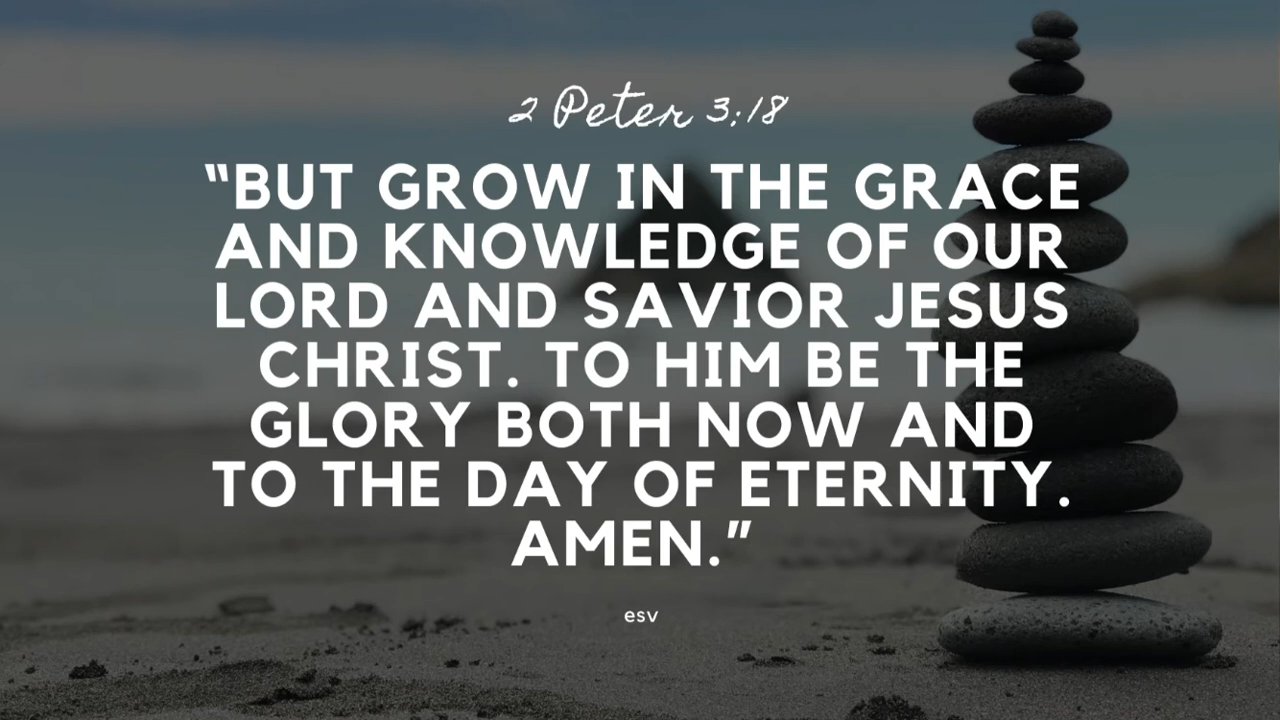 2 Peter 3:18
“BUT GROW IN THE GRACE
AND KNOWLEDGE OF OUR
LORD AND SAVIOR JESUS
CHRIST. TO HIM BE THE
GLORY BOTH NOW AND
TO THE DAY OF ETERNITY.
AMEN.”
esv